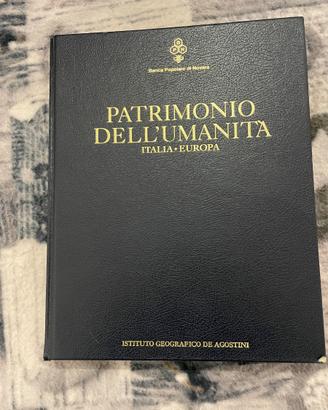 Banca Popolare di Novara
PATRIMONIO
DELL'UMANITÀ
ITALIA • EUROPA
ISTITUTO GEOGRAFICO DE AGOSTINI